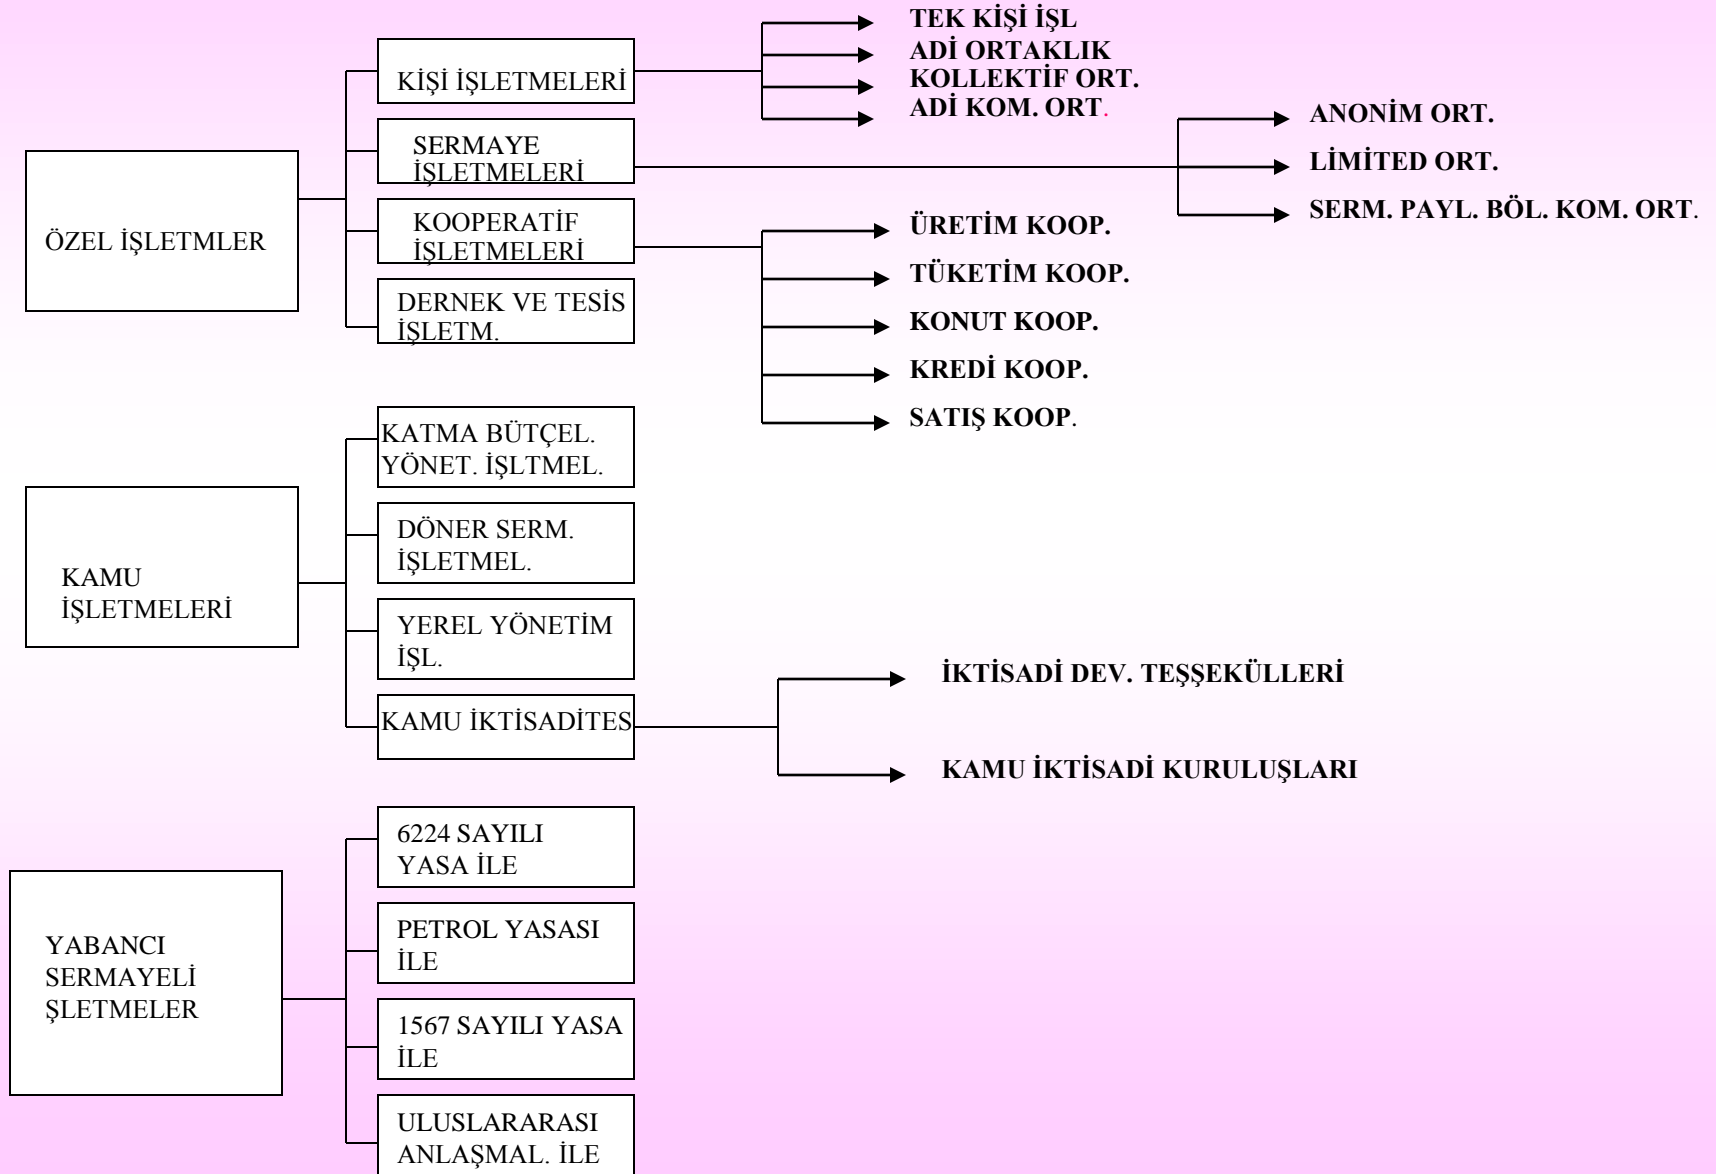 ÖZEL İŞLETMLER
KİŞİ İŞLETMELERİ
TEK KİŞİ İŞL
ADİ ORTAKLIK
KOLLEKTİF ORT.
ADİ KOM. ORT.
SERMAYE
İŞLETMELERİ
ANONİM ORT.
LİMİTED ORT.
SERM. PAYL. BÖL. KOM. ORT.
KOOPERATİF
İŞLETMELERİ
ÜRETİM KOOP.
TÜKETİM KOOP.
KONUT KOOP.
KREDİ KOOP.
SATIŞ KOOP.
DERNEK VE TESİS
İŞLETM.
KAMU
İŞLETMELERİ
KATMA BÜTÇEL.
YÖNET. İŞLTMEL.
DÖNER SERM.
İŞLETMEL.
YEREL YÖNETİM
İŞL.
KAMU İKTİSADİTES
İKTİSADİ DEV. TEŞŞEKÜLLERİ
KAMU İKTİSADİ KURULUŞLARI
YABANCI
SERMAYELİ
ŞLETMELER
6224 SAYILI
YASA İLE
PETROL YASASI
İLE
1567 SAYILI YASA
İLE
ULUSLARARASI
ANLAŞMAL. İLE